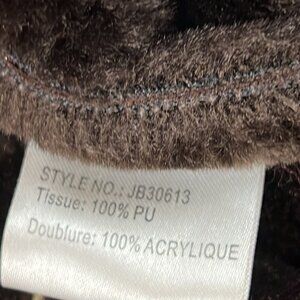 STYLE NO.: JB30613
Tissue: 100% PU
Doublure: 100% ACRYLIQUE